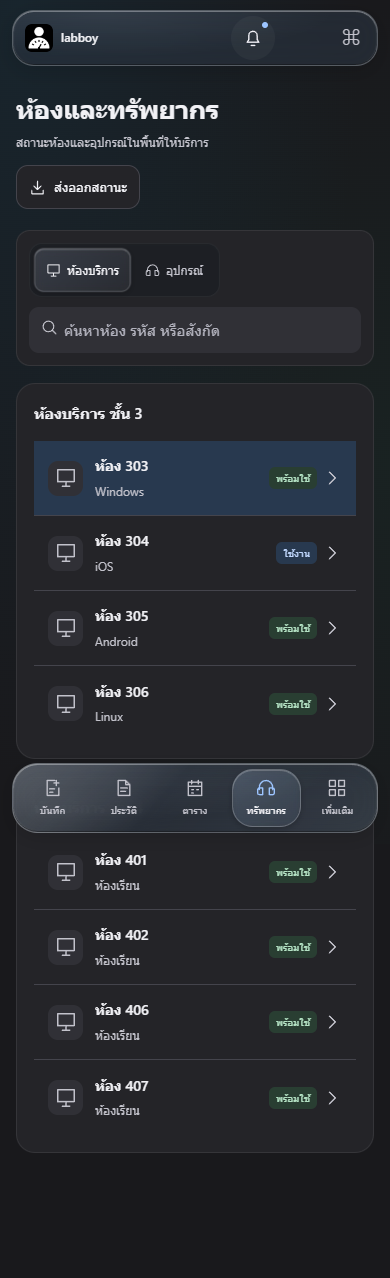 labboy
ห้องและทรัพยากร
สถานะห้องและอุปกรณ์ในพื้นที่ให้บริการ
ส่งออกสถานะ
ห้องบริการ
อุปกรณ์
ค้นหาห้อง รหัส หรือสังกัด
ห้องบริการ ชั้น 3
ห้อง 303
Windows
พร้อมใช้
ห้อง 304
iOS
ใช้งาน
ห้อง 305
Android
พร้อมใช้
ห้อง 306
Linux
พร้อมใช้
บันทึก
ประวัติ
ตาราง
ทรัพยากร
เพิ่มเติม
ห้อง 401
ห้องเรียน
พร้อมใช้
ห้อง 402
ห้องเรียน
พร้อมใช้
ห้อง 406
ห้องเรียน
พร้อมใช้
ห้อง 407
ห้องเรียน
พร้อมใช้